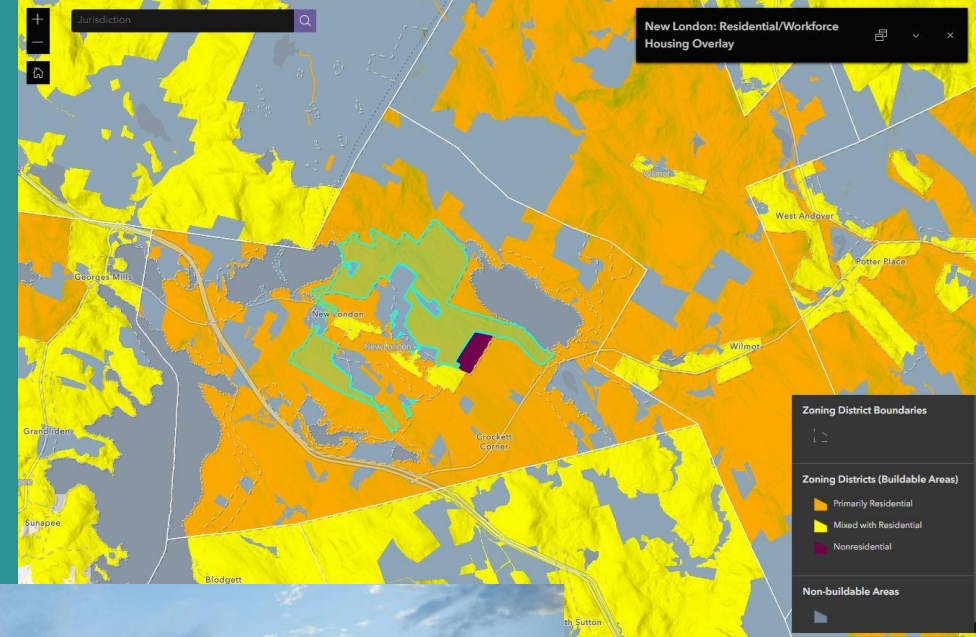 Jurisdiction
New London: Residential/Workforce
Housing Overlay
Wilmot
West Andover
Potter Place
Georges Mills
New London
New London
Wilmot
Crockett
Corner
Grandliden
Sunapee
Blodgett
th Sutton
Zoning District Boundaries
Zoning Districts (Buildable Areas)
Primarily Residential
Mixed with Residential
Nonresidential
Non-buildable Areas